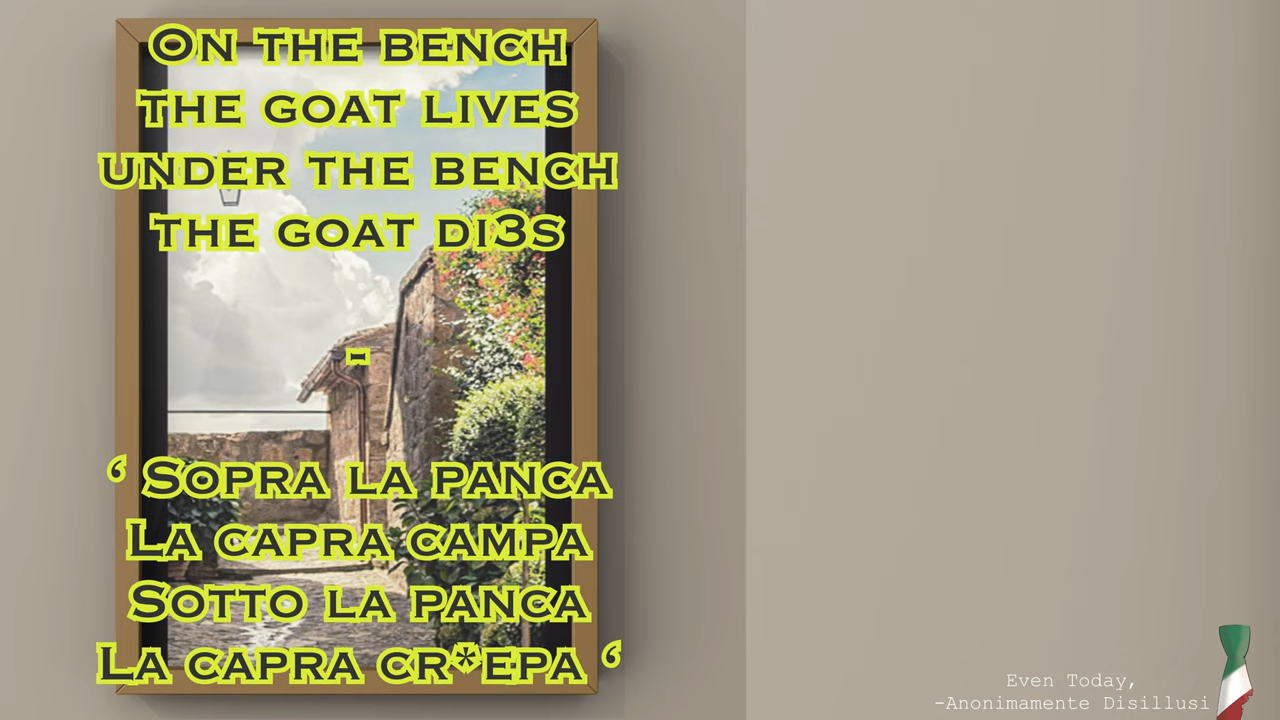 On the bench
the goat lives
under the bench
the goat di3s
-
‘ Sopra la panca
La capra campa
Sotto la panca
La capra cr*epa ‘
Even Today,
-Anonimamente Disillusi